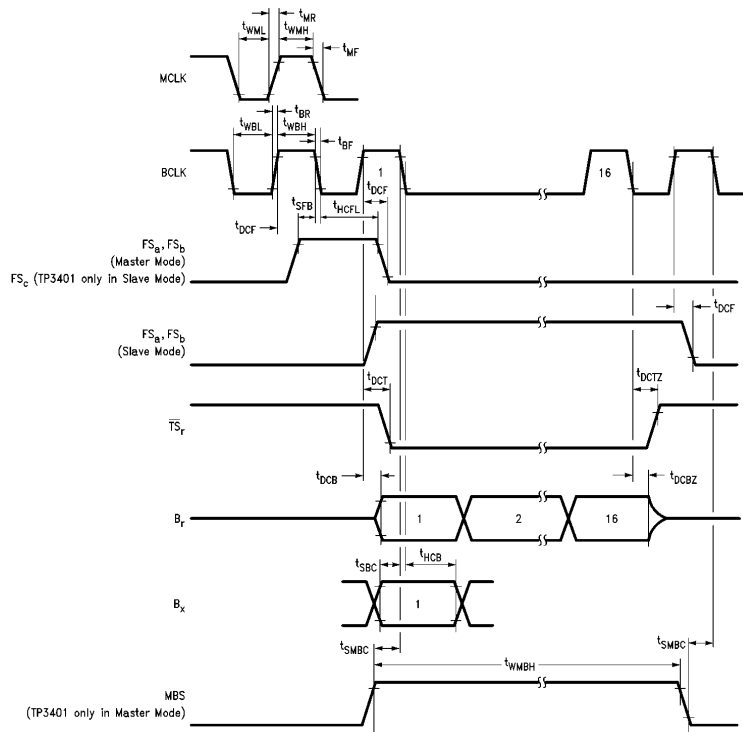 tMR
tWML tWMH
tMF
MCLK
tBR
tWBL tWBH
tBF
BCLK 1 16
tDCF
tSFB tHCFL
tDCF
FSa, FSb
(Master Mode)
FSc (TP3401 only in Slave Mode)
tDCF
FSa, FSb
(Slave Mode)
tDCT tDCTZ
TSr
tDCB tDCBZ
Br 1 2 16
tSBC tHCB
Bx 1
tSMBC tSMBC
tWMBH
MBS
(TP3401 only in Master Mode)